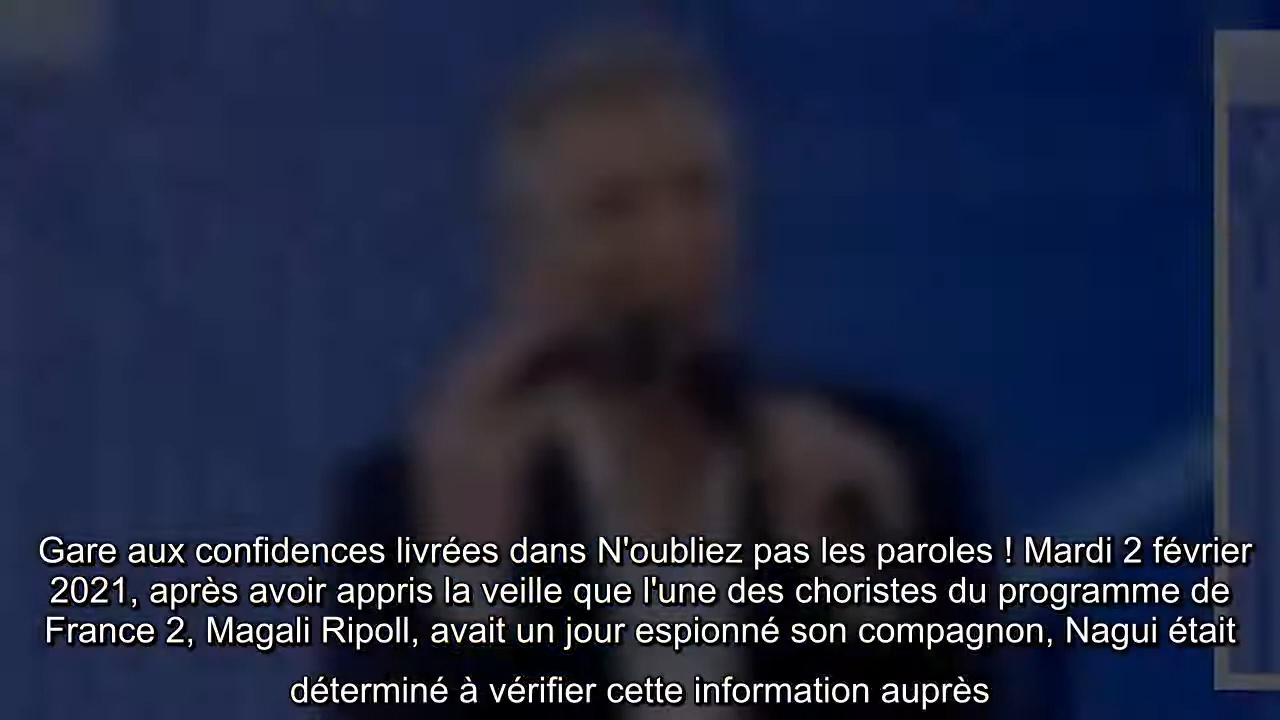 Gare aux confidences livrées dans N'oubliez pas les paroles ! Mardi 2 février
2021, après avoir appris la veille que l'une des choristes du programme de
France 2, Magali Ripoll, avait un jour espionné son compagnon, Nagui était
déterminé à vérifier cette information auprès